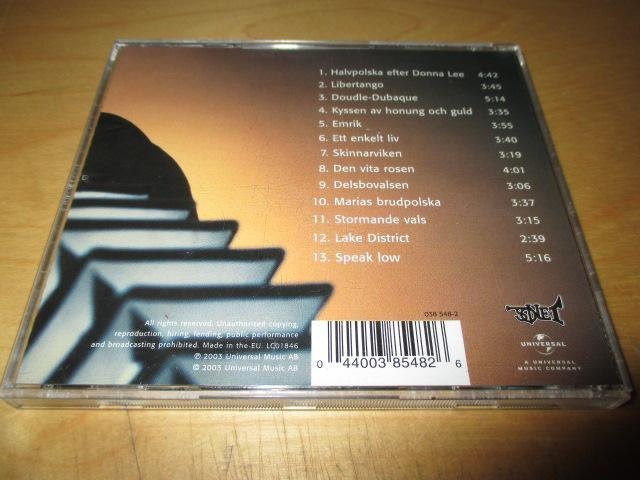 1. Halvpolska efter Donna Lee 4:42
2. Libertango 3:45
3. Doudle-Dubaque 5:14
4. Kyssen av honung och guld 3:35
5. Emrik 3:55
6. Ett enkelt liv 3:40
7. Skinnarviken 3:19
8. Den vita rosen 4:01
9. Delsbovalsen 3:06
10. Marias brudpolska 3:37
11. Stormande vals 3:15
12. Lake District 2:39
13. Speak low 5:16
038 548-2
All rights reserved. Unauthorised copying,
reproduction, hiring, lending, public performance
and broadcasting prohibited. Made in the EU. LC01846
℗ 2003 Universal Music AB
© 2003 Universal Music AB
0 44003 85482 6
UNIVERSAL
A UNIVERSAL
MUSIC COMPANY